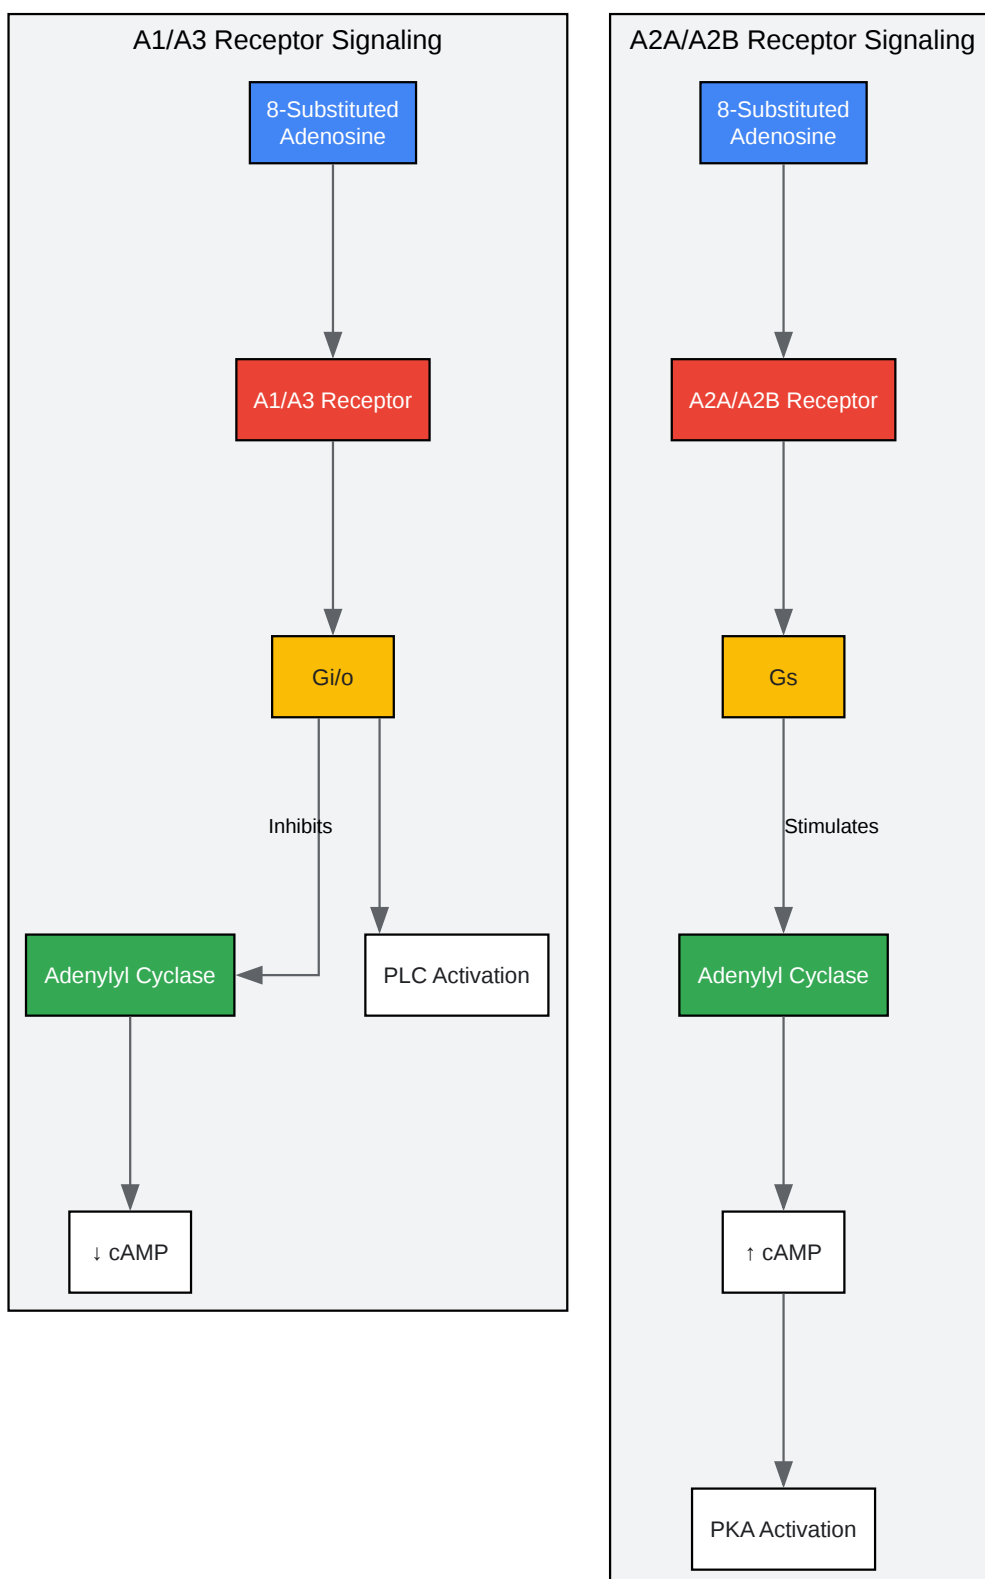 A1/A3 Receptor Signaling
8-Substituted
Adenosine
A1/A3 Receptor
Gi/o
Inhibits
Adenylyl Cyclase
PLC Activation
↓ cAMP
A2A/A2B Receptor Signaling
8-Substituted
Adenosine
A2A/A2B Receptor
Gs
Stimulates
Adenylyl Cyclase
↑ cAMP
PKA Activation